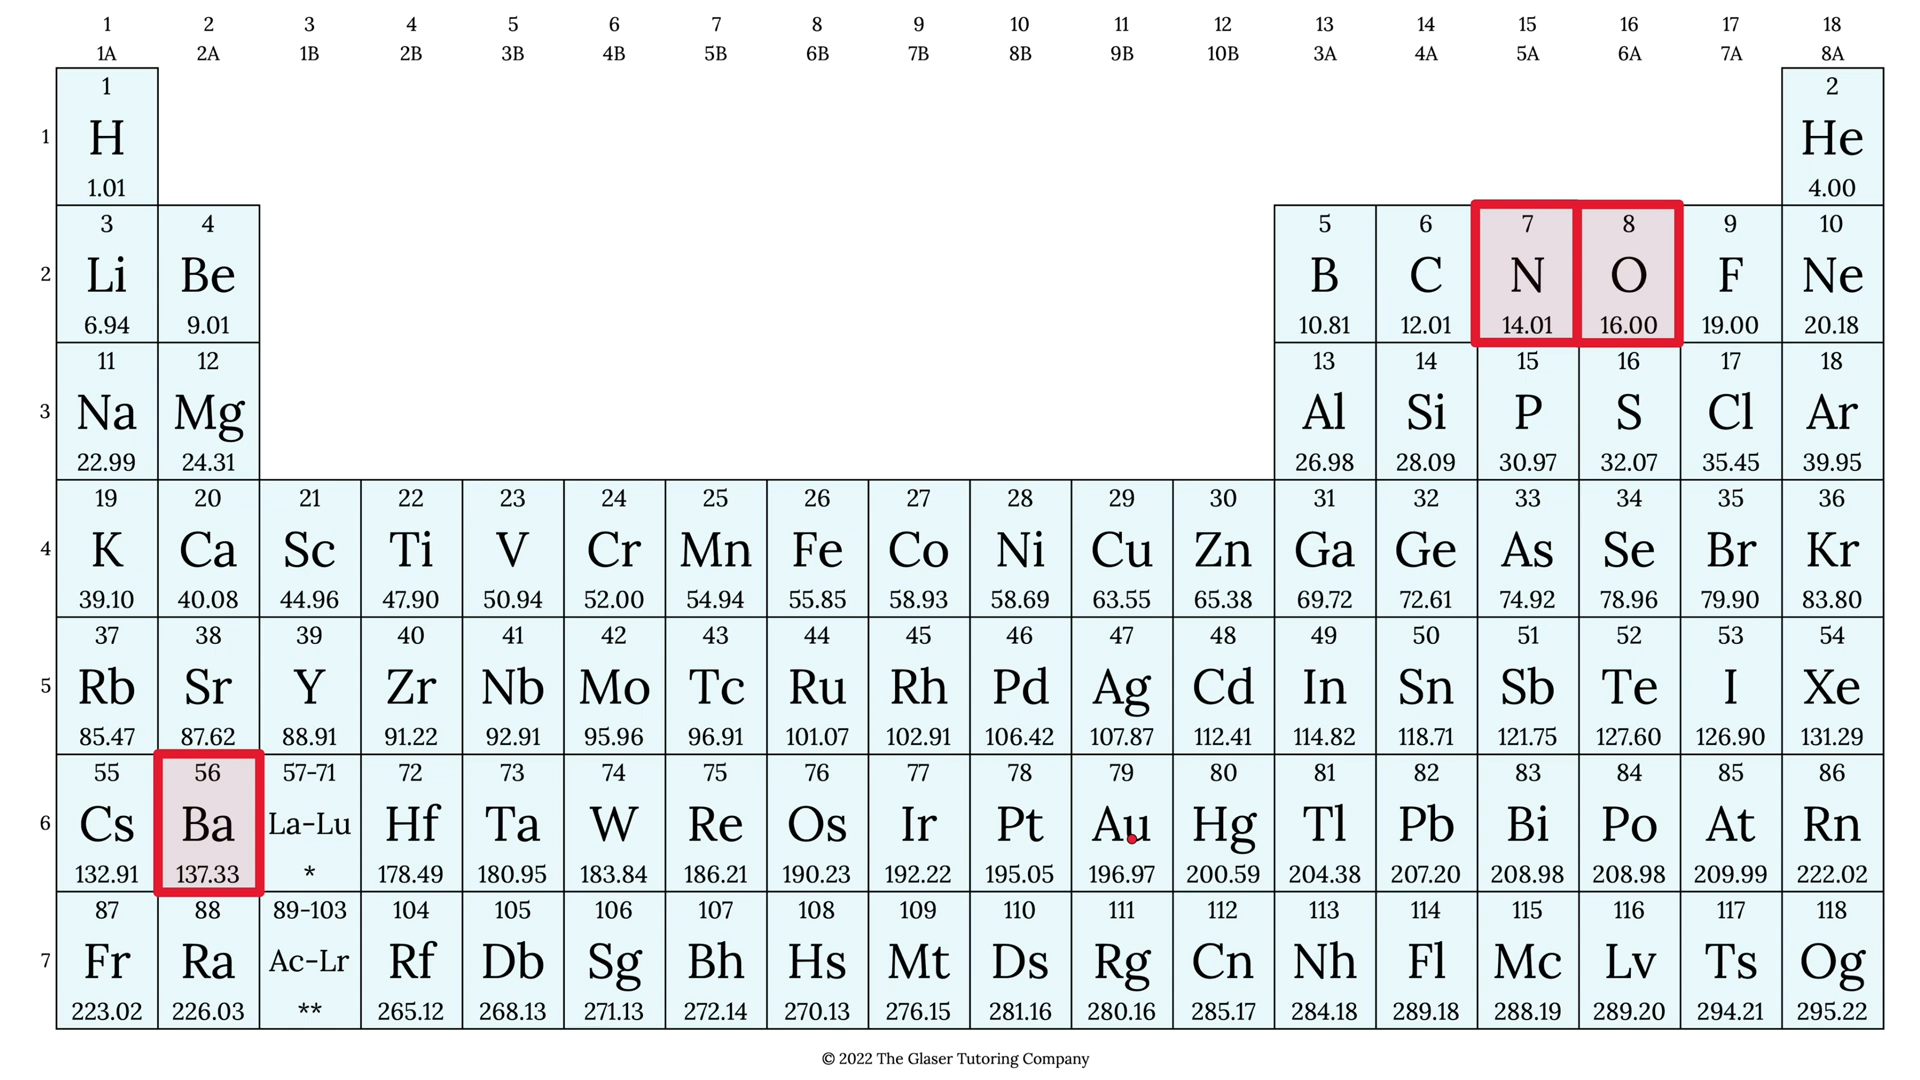 1 2 3 4 5 6 7 8 9 10 11 12 13 14 15 16 17 18
1A 2A 1B 2B 3B 4B 5B 6B 7B 8B 9B 10B 3A 4A 5A 6A 7A 8A
1 2
1 H He
1.01 4.00
3 4 5 6 7 8 9 10
2 Li Be B C N O F Ne
6.94 9.01 10.81 12.01 14.01 16.00 19.00 20.18
11 12 13 14 15 16 17 18
3 Na Mg Al Si P S Cl Ar
22.99 24.31 26.98 28.09 30.97 32.07 35.45 39.95
19 20 21 22 23 24 25 26 27 28 29 30 31 32 33 34 35 36
4 K Ca Sc Ti V Cr Mn Fe Co Ni Cu Zn Ga Ge As Se Br Kr
39.10 40.08 44.96 47.90 50.94 52.00 54.94 55.85 58.93 58.69 63.55 65.38 69.72 72.61 74.92 78.96 79.90 83.80
37 38 39 40 41 42 43 44 45 46 47 48 49 50 51 52 53 54
5 Rb Sr Y Zr Nb Mo Tc Ru Rh Pd Ag Cd In Sn Sb Te I Xe
85.47 87.62 88.91 91.22 92.91 95.96 96.91 101.07 102.91 106.42 107.87 112.41 114.82 118.71 121.75 127.60 126.90 131.29
55 56 57-71 72 73 74 75 76 77 78 79 80 81 82 83 84 85 86
6 Cs Ba La-Lu Hf Ta W Re Os Ir Pt Au Hg Tl Pb Bi Po At Rn
132.91 137.33 * 178.49 180.95 183.84 186.21 190.23 192.22 195.05 196.97 200.59 204.38 207.20 208.98 208.98 209.99 222.02
87 88 89-103 104 105 106 107 108 109 110 111 112 113 114 115 116 117 118
7 Fr Ra Ac-Lr Rf Db Sg Bh Hs Mt Ds Rg Cn Nh Fl Mc Lv Ts Og
223.02 226.03 ** 265.12 268.13 271.13 272.14 270.13 276.15 281.16 280.16 285.17 284.18 289.18 288.19 289.20 294.21 295.22
© 2022 The Glaser Tutoring Company